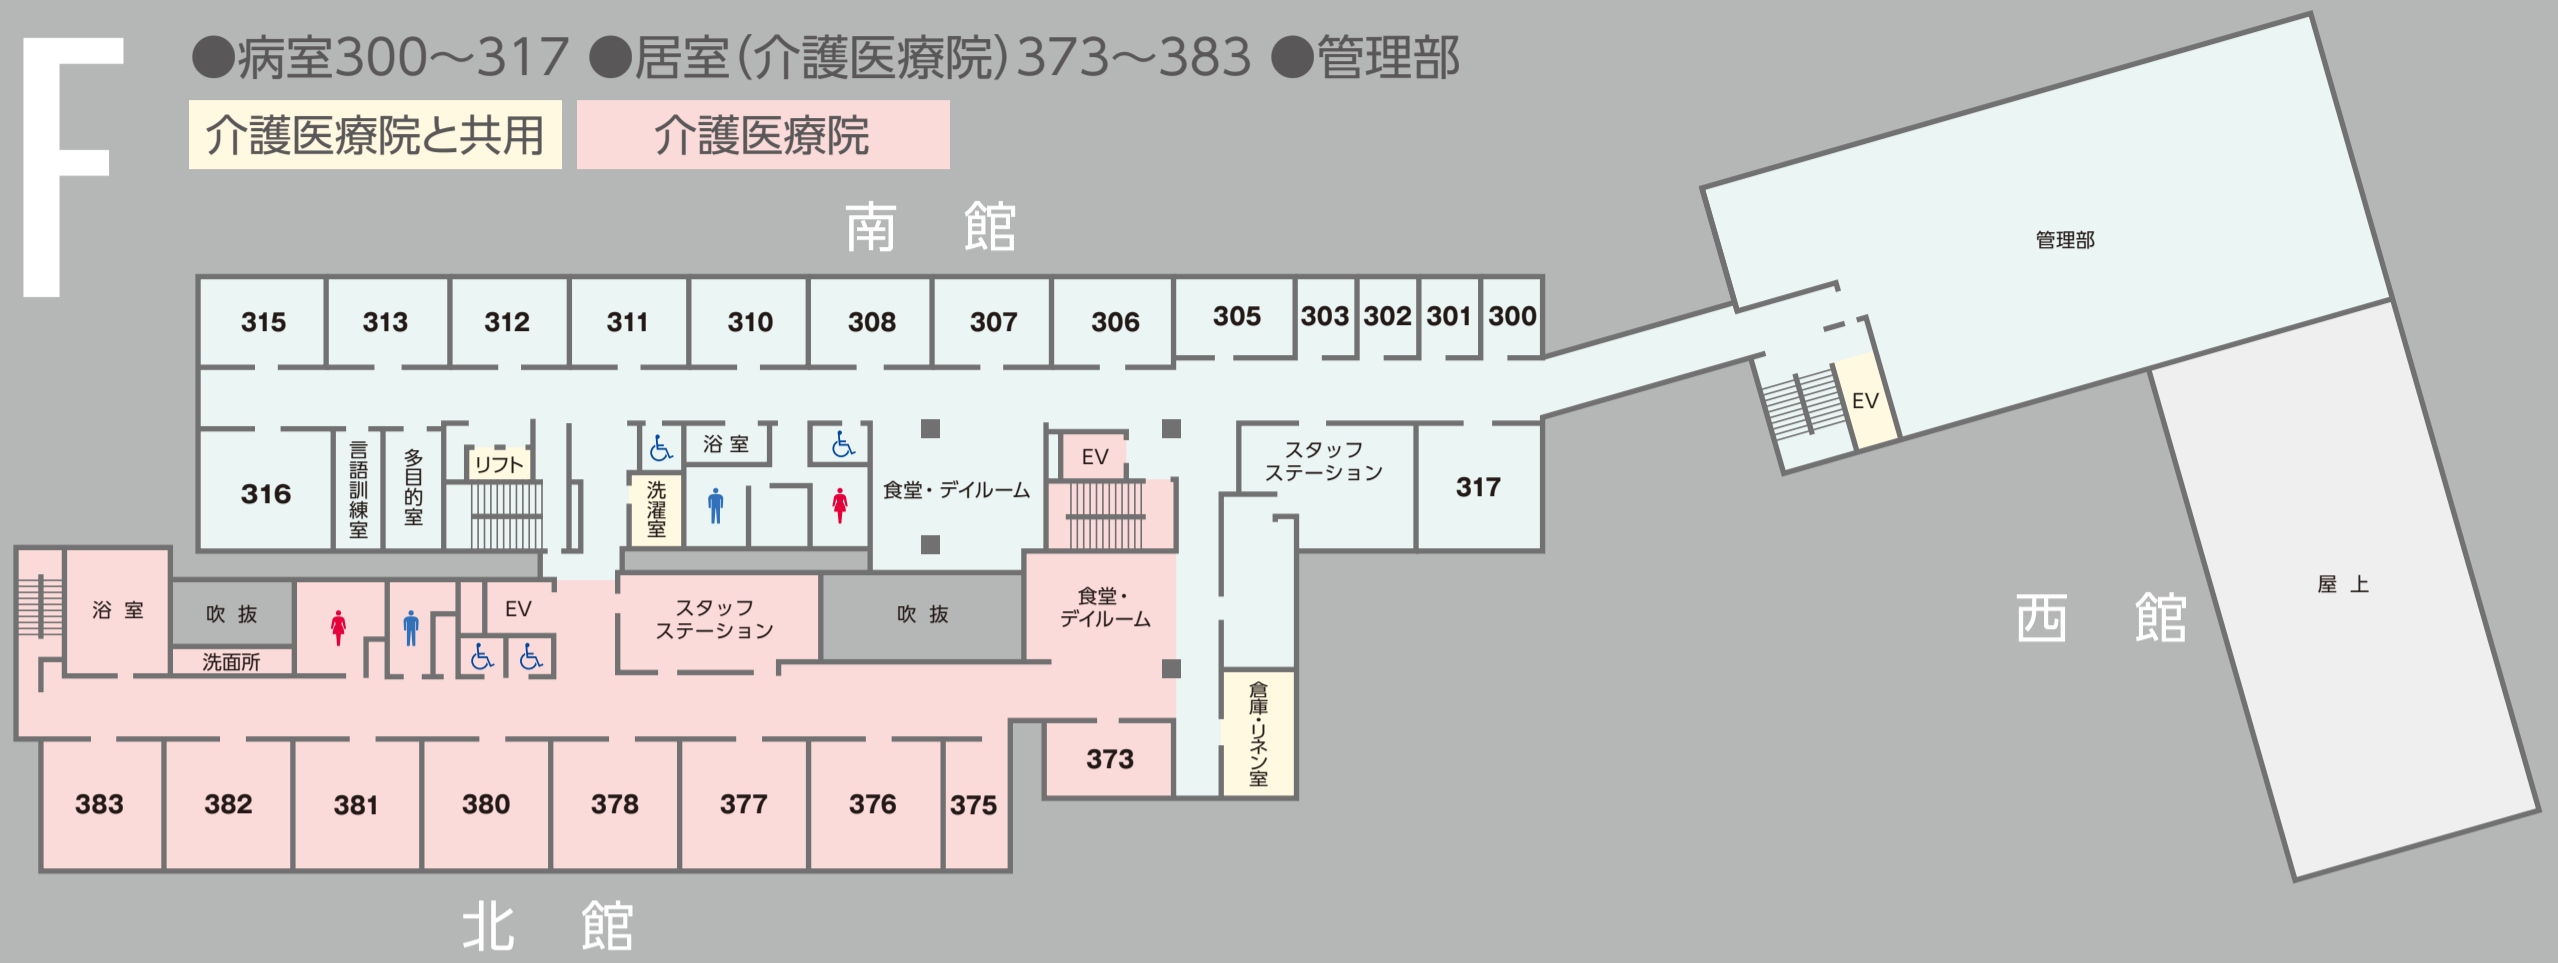 F
●病室300～317 ●居室(介護医療院)373～383 ●管理部
介護医療院と共用
介護医療院
南 館
管理部
315
313
312
311
310
308
307
306
305
303
302
301
300
EV
316
言語訓練室
多目的室
リフト
洗濯室
浴室
食堂・デイルーム
EV
スタッフ
ステーション
317
浴室
吹抜
洗面所
EV
スタッフ
ステーション
吹抜
食堂・
デイルーム
倉庫・リネン室
屋上
西 館
373
383
382
381
380
378
377
376
375
北 館